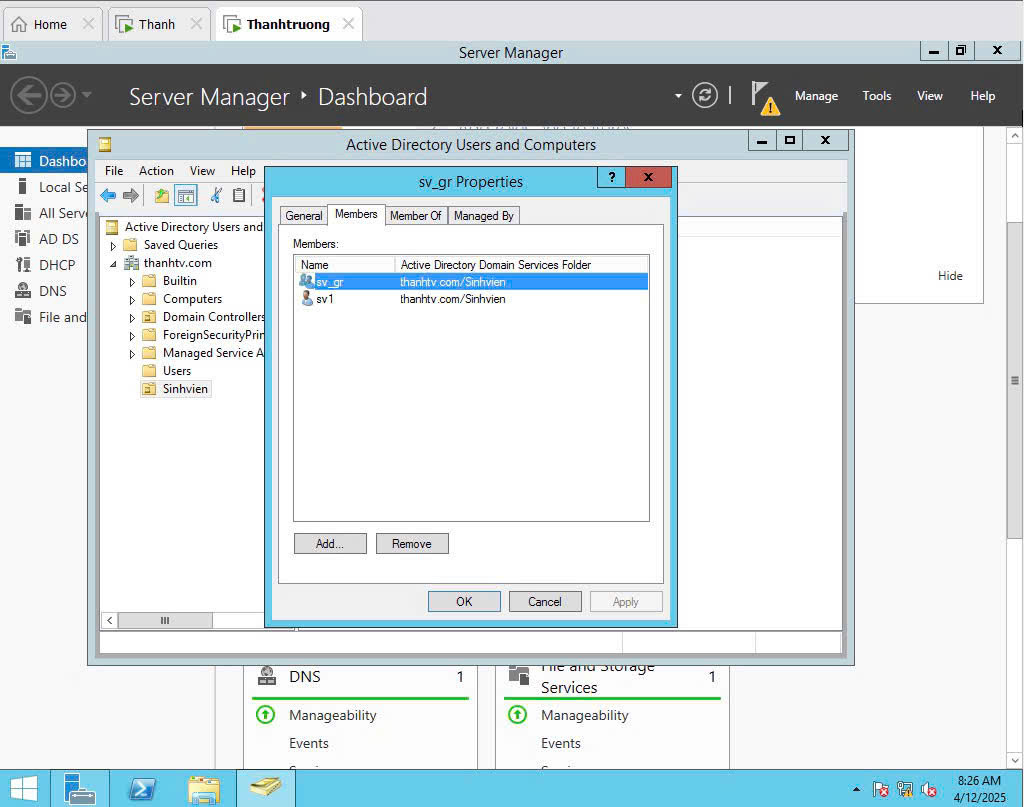 Home
Thanh
Thanhtruong
Server Manager
Server Manager
Dashboard
Manage
Tools
View
Help
Active Directory Users and Computers
Dashbo
Local Se
All Serve
AD DS
DHCP
DNS
File and
File
Action
View
Help
Active Directory Users and
Saved Queries
thanhtv.com
Builtin
Computers
Domain Controllers
ForeignSecurityPrin
Managed Service A
Users
Sinhvien
sv_gr Properties
?
General
Members
Member Of
Managed By
Members:
Name
Active Directory Domain Services Folder
sv_gr
thanhtv.com/Sinhvien
sv1
thanhtv.com/Sinhvien
Add...
Remove
OK
Cancel
Apply
Hide
DNS
1
Manageability
Events
File and Storage
Services
1
Manageability
Events
8:26 AM
4/12/2025